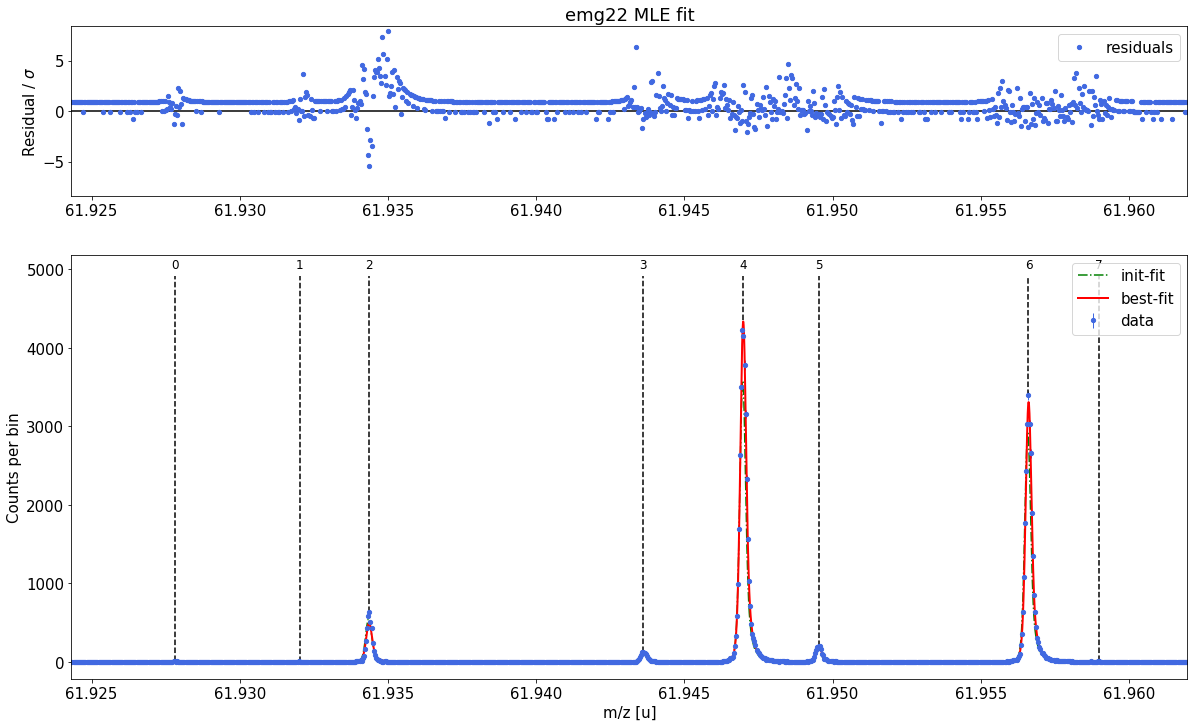 emg22 MLE fit
Residual / σ
5
0
−5
residuals
61.925 61.930 61.935 61.940 61.945 61.950 61.955 61.960
0 1 2 3 4 5 6 7
Counts per bin
5000
4000
3000
2000
1000
0
init-fit
best-fit
data
61.925 61.930 61.935 61.940 61.945 61.950 61.955 61.960
m/z [u]